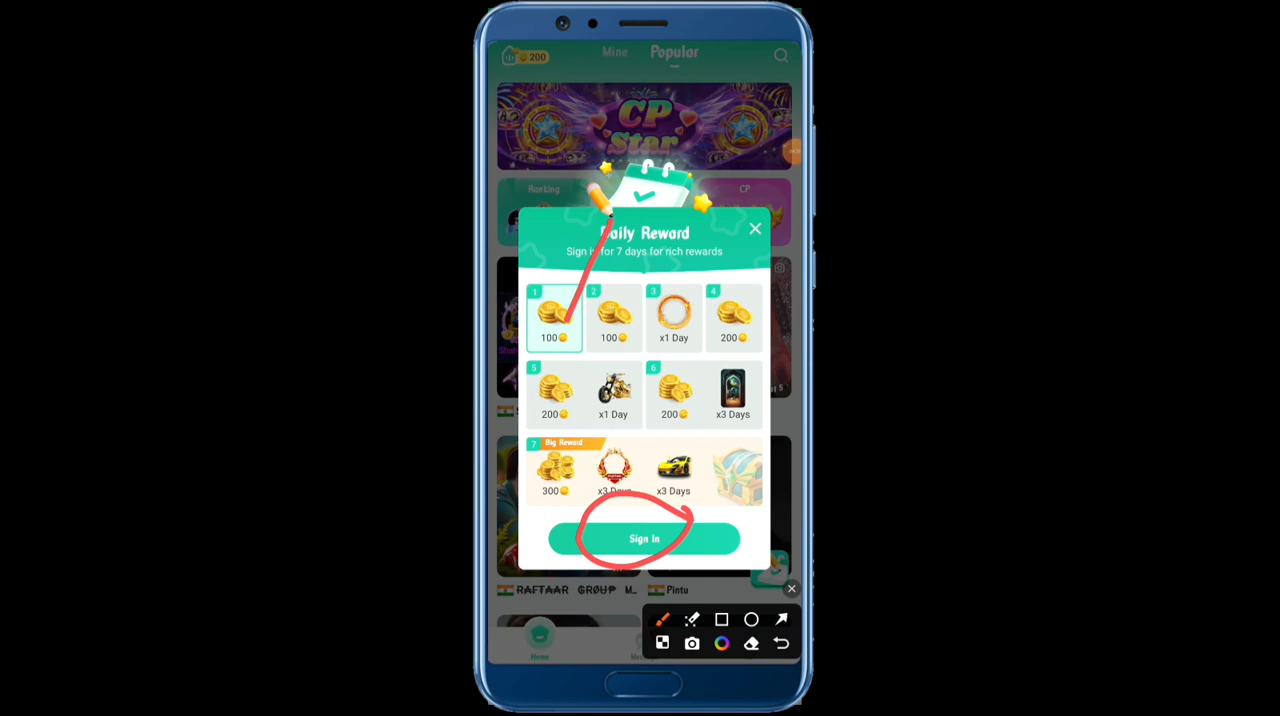 200
Mine
Popular
CP
Star
Ranking
CP
Daily Reward
Sign in for 7 days for rich rewards
1
100
2
100
3
x1 Day
4
200
5
200
x1 Day
6
200
x3 Days
7
Big Reward
300
x3 Days
x3 Days
Sign In
Pintu
Home